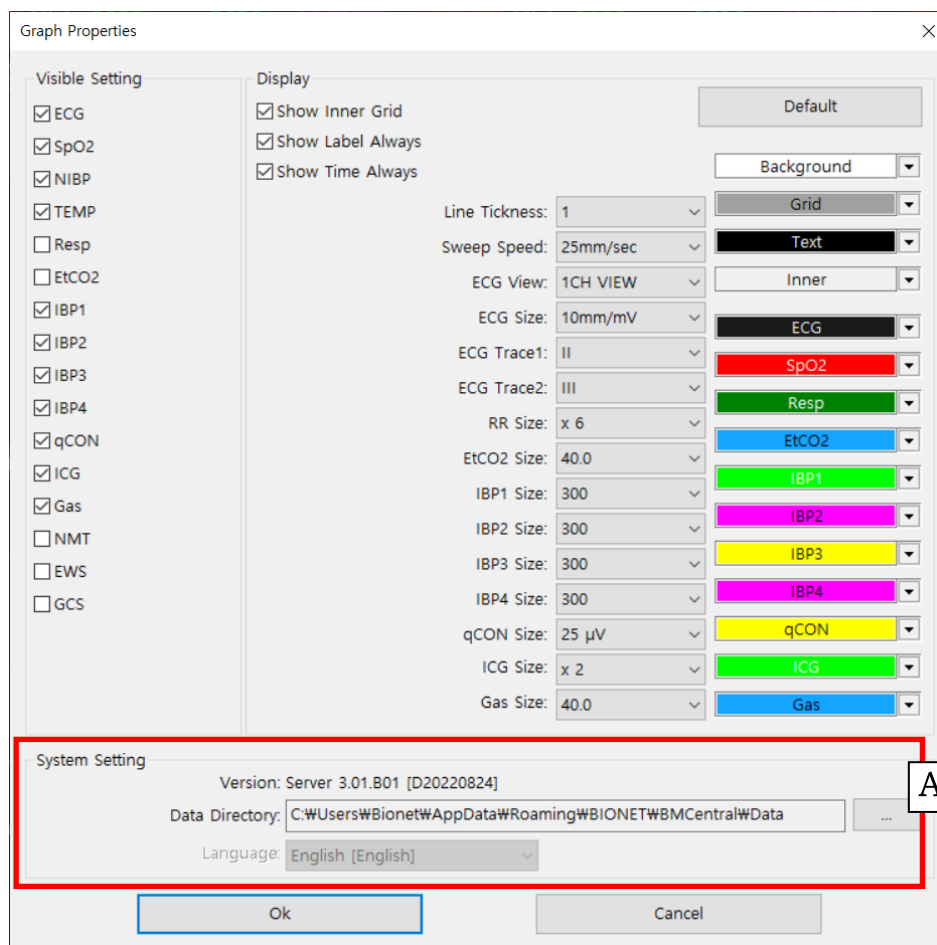 Graph Properties
Visible Setting
ECG
SpO2
NIBP
TEMP
Resp
EtCO2
IBP1
IBP2
IBP3
IBP4
qCON
ICG
Gas
NMT
EWS
GCS
Display
Show Inner Grid
Show Label Always
Show Time Always
Line Tickness: 1
Sweep Speed: 25mm/sec
ECG View: 1CH VIEW
ECG Size: 10mm/mV
ECG Trace1: II
ECG Trace2: III
RR Size: x 6
EtCO2 Size: 40.0
IBP1 Size: 300
IBP2 Size: 300
IBP3 Size: 300
IBP4 Size: 300
qCON Size: 25 µV
ICG Size: x 2
Gas Size: 40.0
Default
Background
Grid
Text
Inner
ECG
SpO2
Resp
EtCO2
IBP1
IBP2
IBP3
IBP4
qCON
ICG
Gas
System Setting
Version: Server 3.01.B01 [D20220824]
Data Directory: C:₩Users₩Bionet₩AppData₩Roaming₩BIONET₩BMCentral₩Data ...
Language: English [English]
A
Ok
Cancel